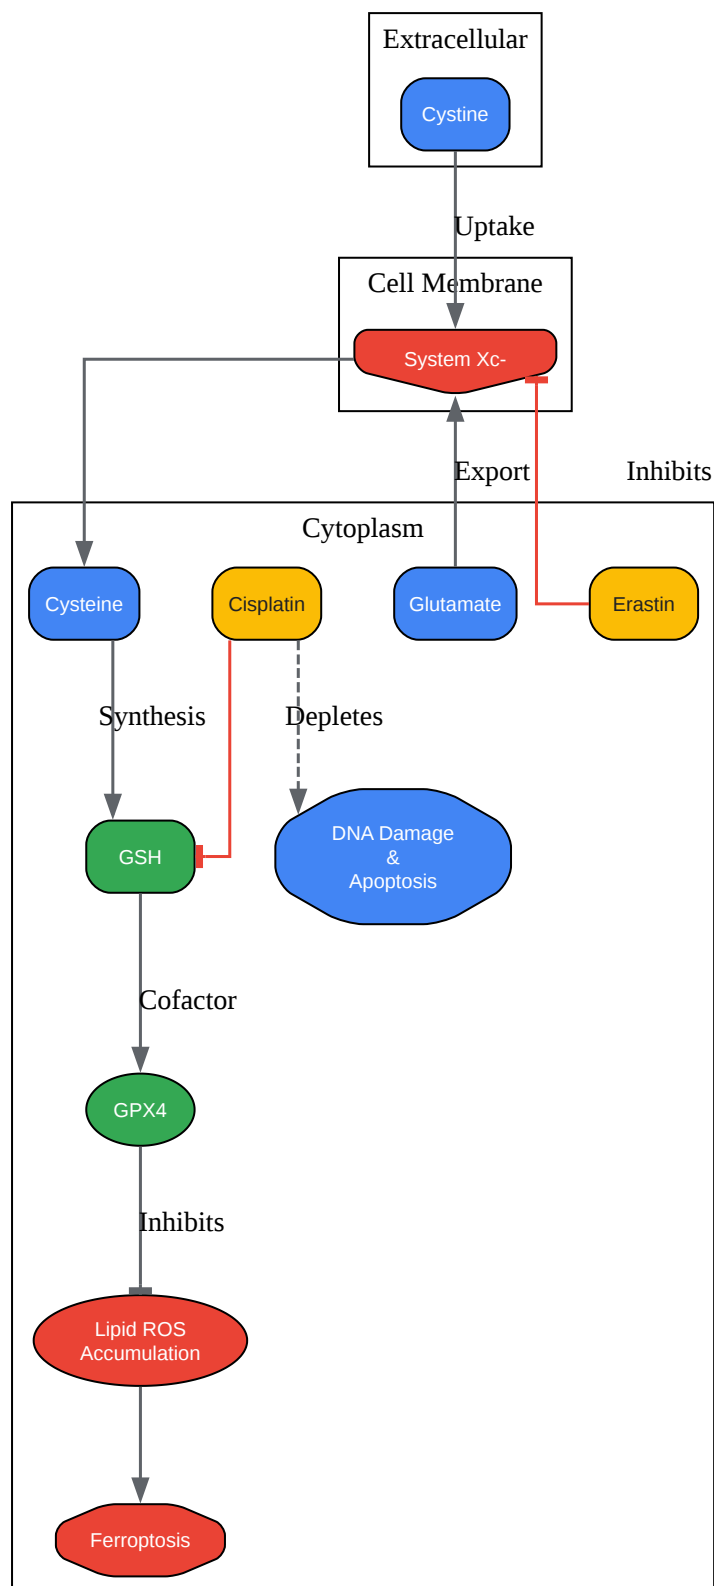 Extracellular
Cystine
Uptake
Cell Membrane
System Xc-
Export
Inhibits
Cytoplasm
Cysteine
Cisplatin
Glutamate
Erastin
Synthesis
Depletes
DNA Damage
&
Apoptosis
GSH
Cofactor
GPX4
Inhibits
Lipid ROS
Accumulation
Ferroptosis